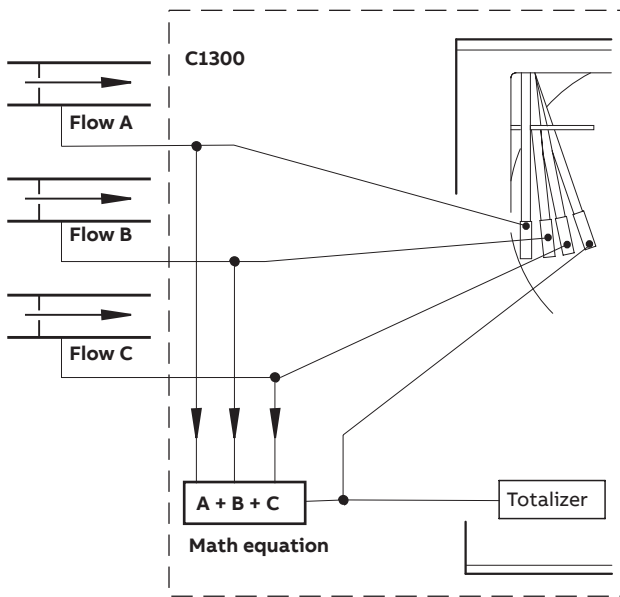 C1300
Flow A
Flow B
Flow C
A + B + C
Totalizer
Math equation